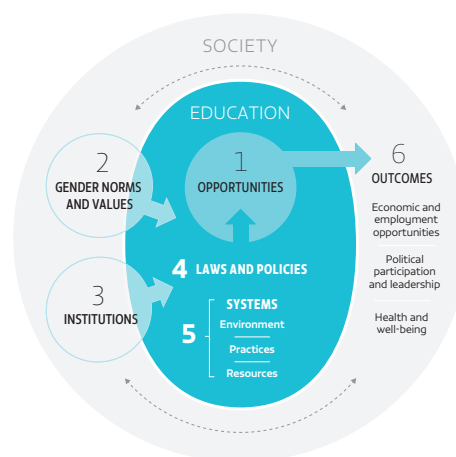 SOCIETY
EDUCATION
1
OPPORTUNITIES
2
GENDER NORMS
AND VALUES
3
INSTITUTIONS
4 LAWS AND POLICIES
5
SYSTEMS
Environment
Practices
Resources
6
OUTCOMES
Economic and
employment
opportunities
Political
participation
and leadership
Health and
well-being